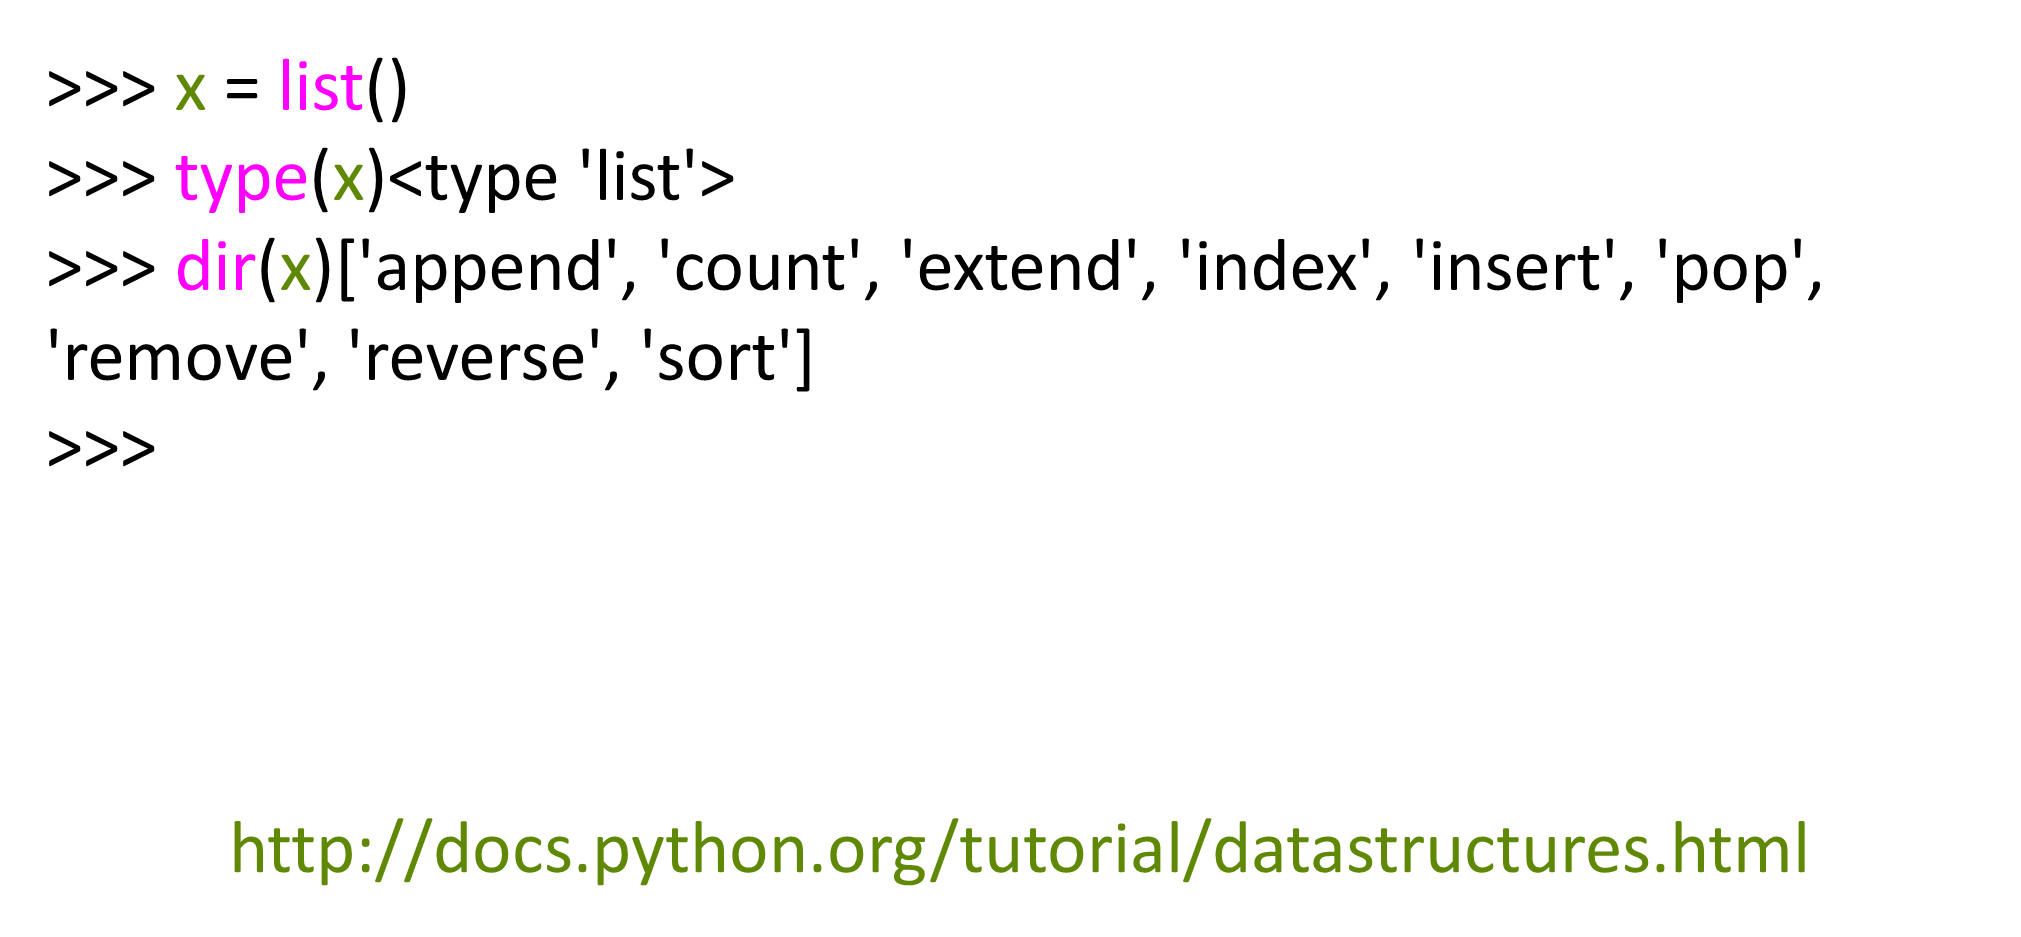 >>> x = list()
>>> type(x)<type 'list'>
>>> dir(x)['append', 'count', 'extend', 'index', 'insert', 'pop',
'remove', 'reverse', 'sort']
>>>
http://docs.python.org/tutorial/datastructures.html